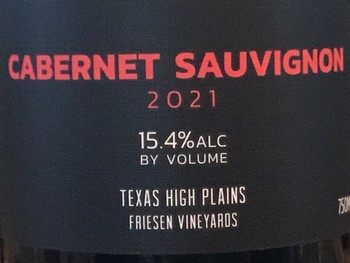 CABERNET SAUVIGNON
2021
15.4% ALC
BY VOLUME
TEXAS HIGH PLAINS
FRIESEN VINEYARDS